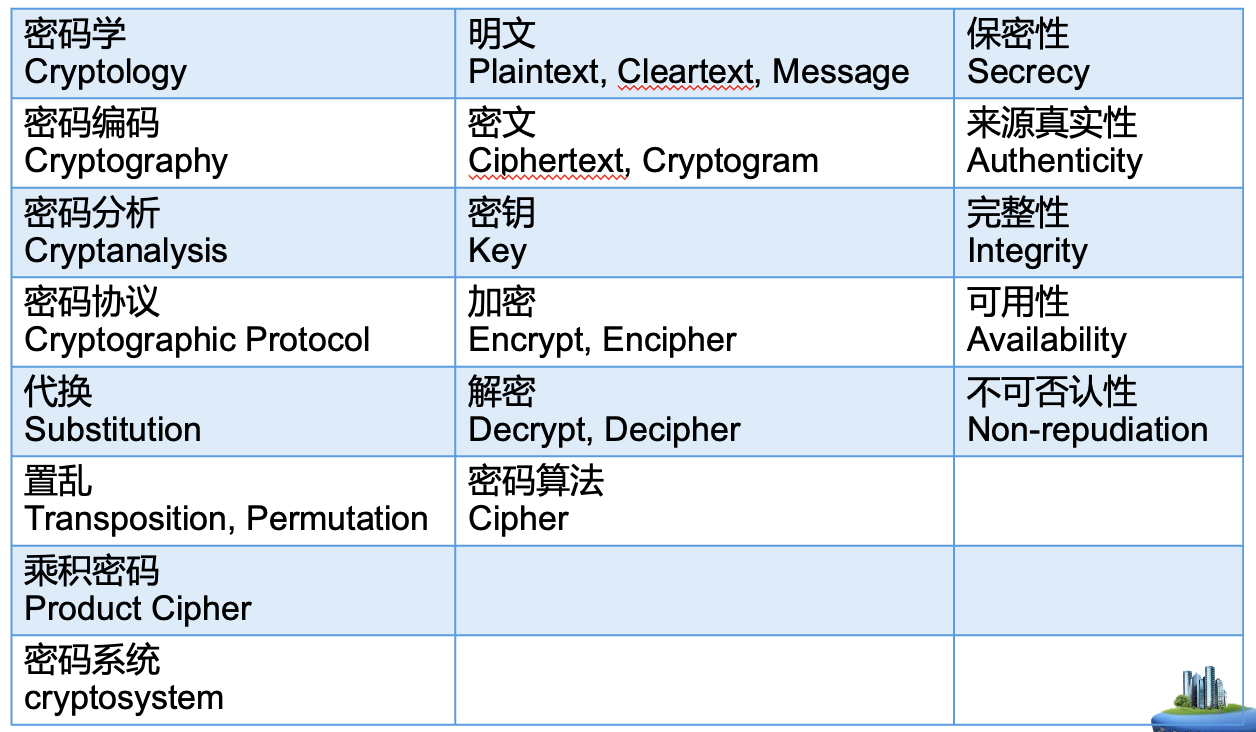 密码学
Cryptology
明文
Plaintext, Cleartext, Message
保密性
Secrecy
密码编码
Cryptography
密文
Ciphertext, Cryptogram
来源真实性
Authenticity
密码分析
Cryptanalysis
密钥
Key
完整性
Integrity
密码协议
Cryptographic Protocol
加密
Encrypt, Encipher
可用性
Availability
代换
Substitution
解密
Decrypt, Decipher
不可否认性
Non-repudiation
置乱
Transposition, Permutation
密码算法
Cipher
乘积密码
Product Cipher
密码系统
cryptosystem